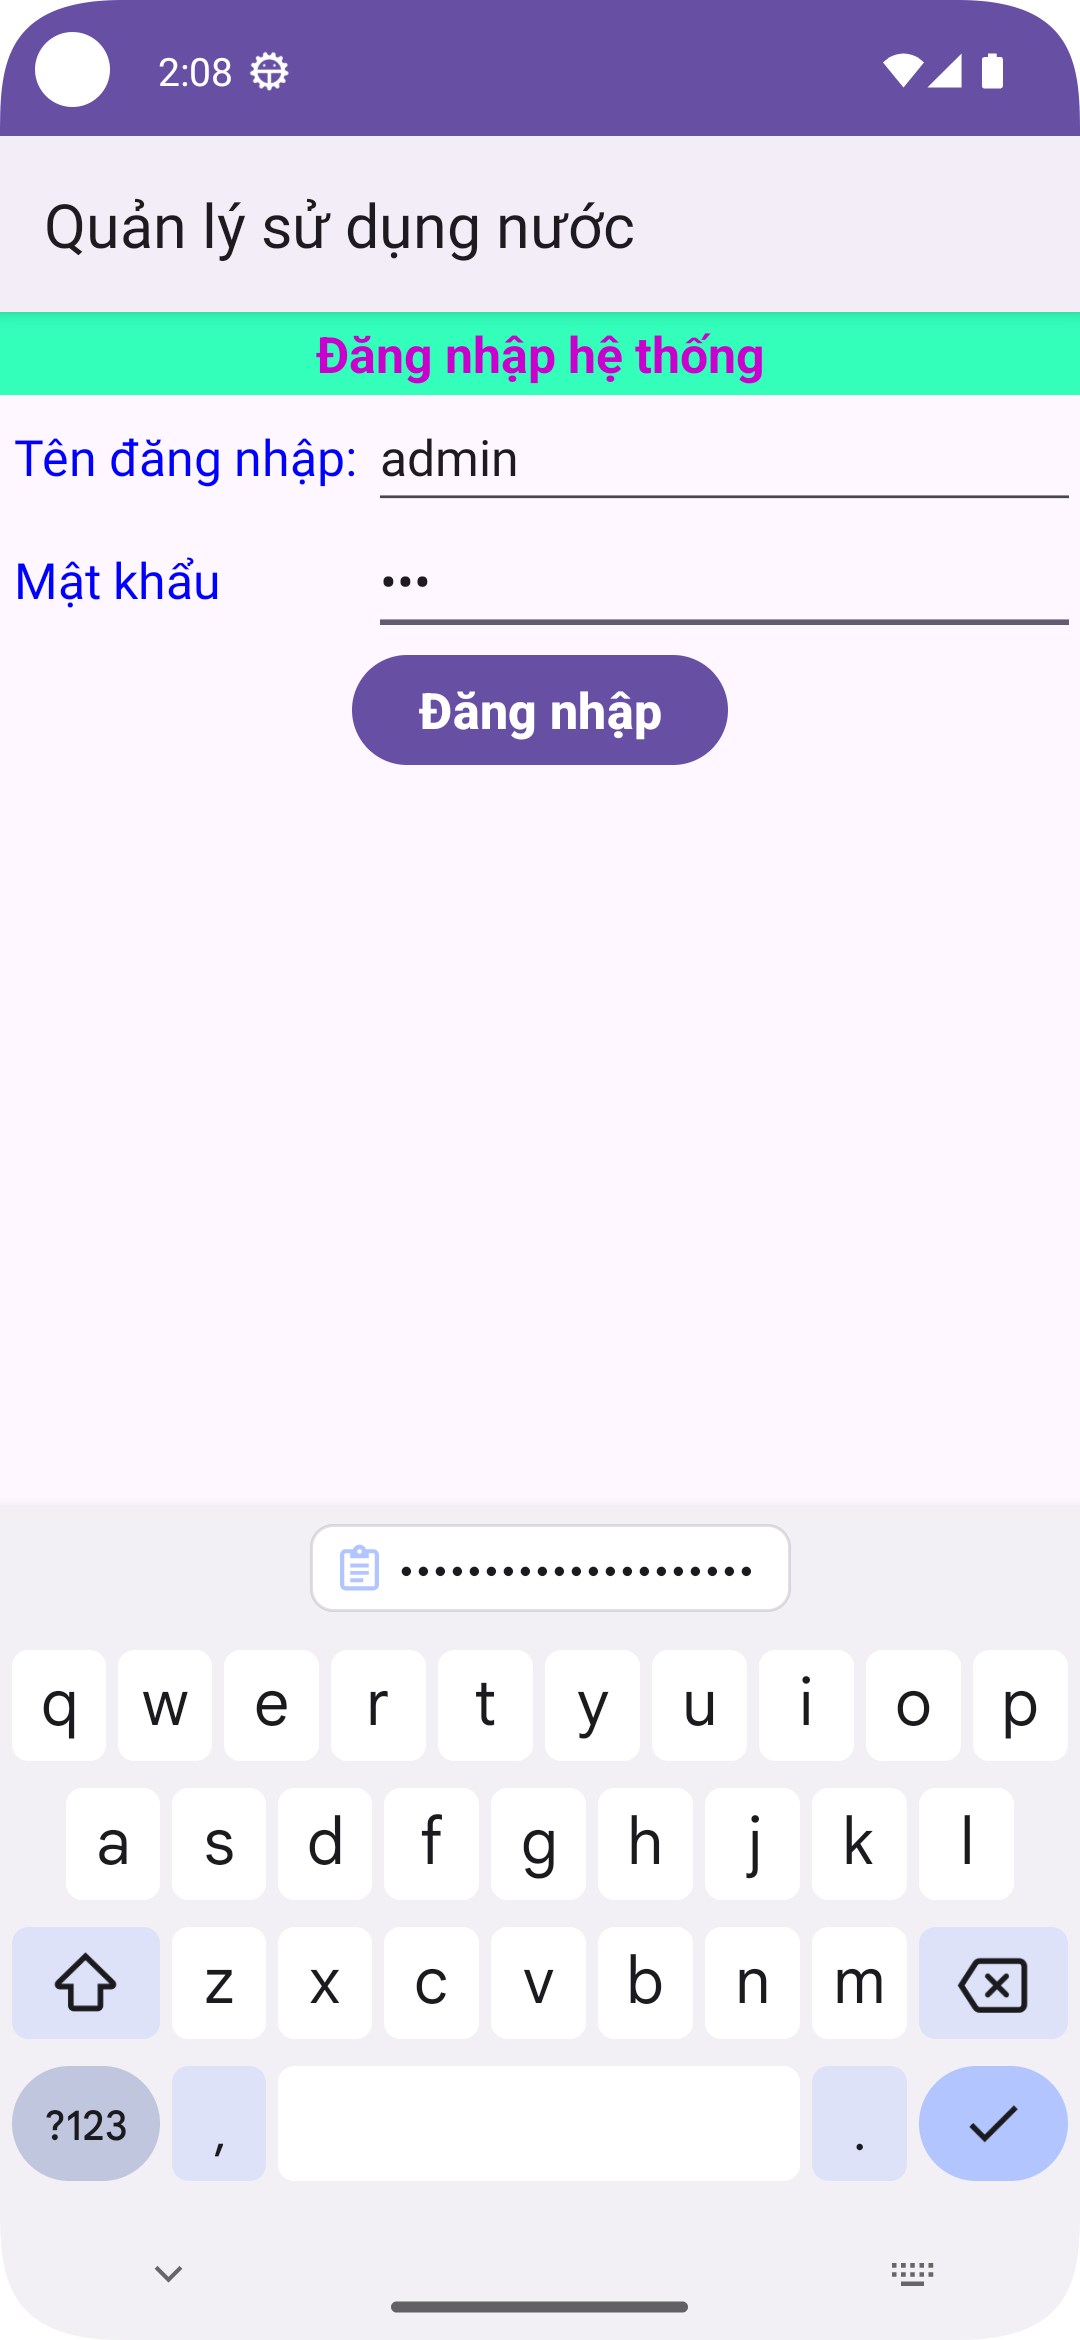 2:08
Quản lý sử dụng nước
Đăng nhập hệ thống
Tên đăng nhập: admin
Mật khẩu •••
Đăng nhập
•••••••••••••••••••••
q w e r t y u i o p
a s d f g h j k l
z x c v b n m
?123 , .